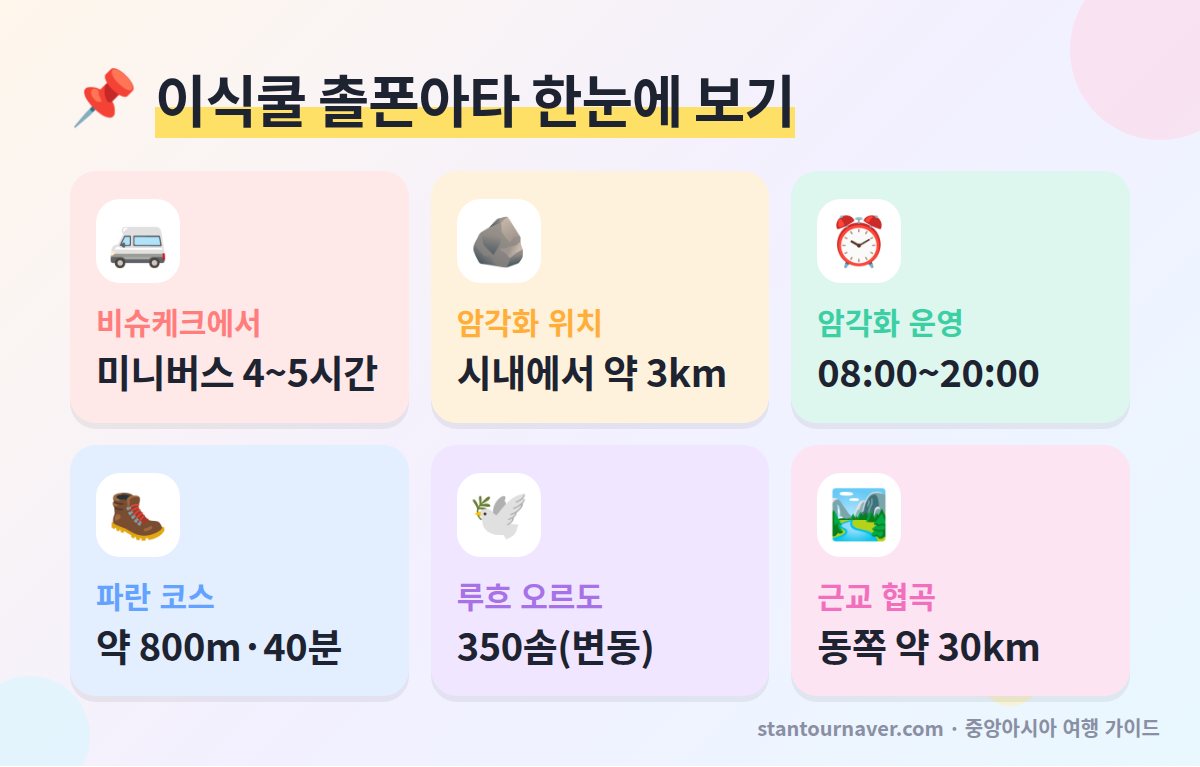 이식쿨 촐폰아타 한눈에 보기
비슈케크에서
미니버스 4~5시간
암각화 위치
시내에서 약 3km
암각화 운영
08:00~20:00
파란 코스
약 800m·40분
루흐 오르도
350솜(변동)
근교 협곡
동쪽 약 30km
stantournaver.com · 중앙아시아 여행 가이드